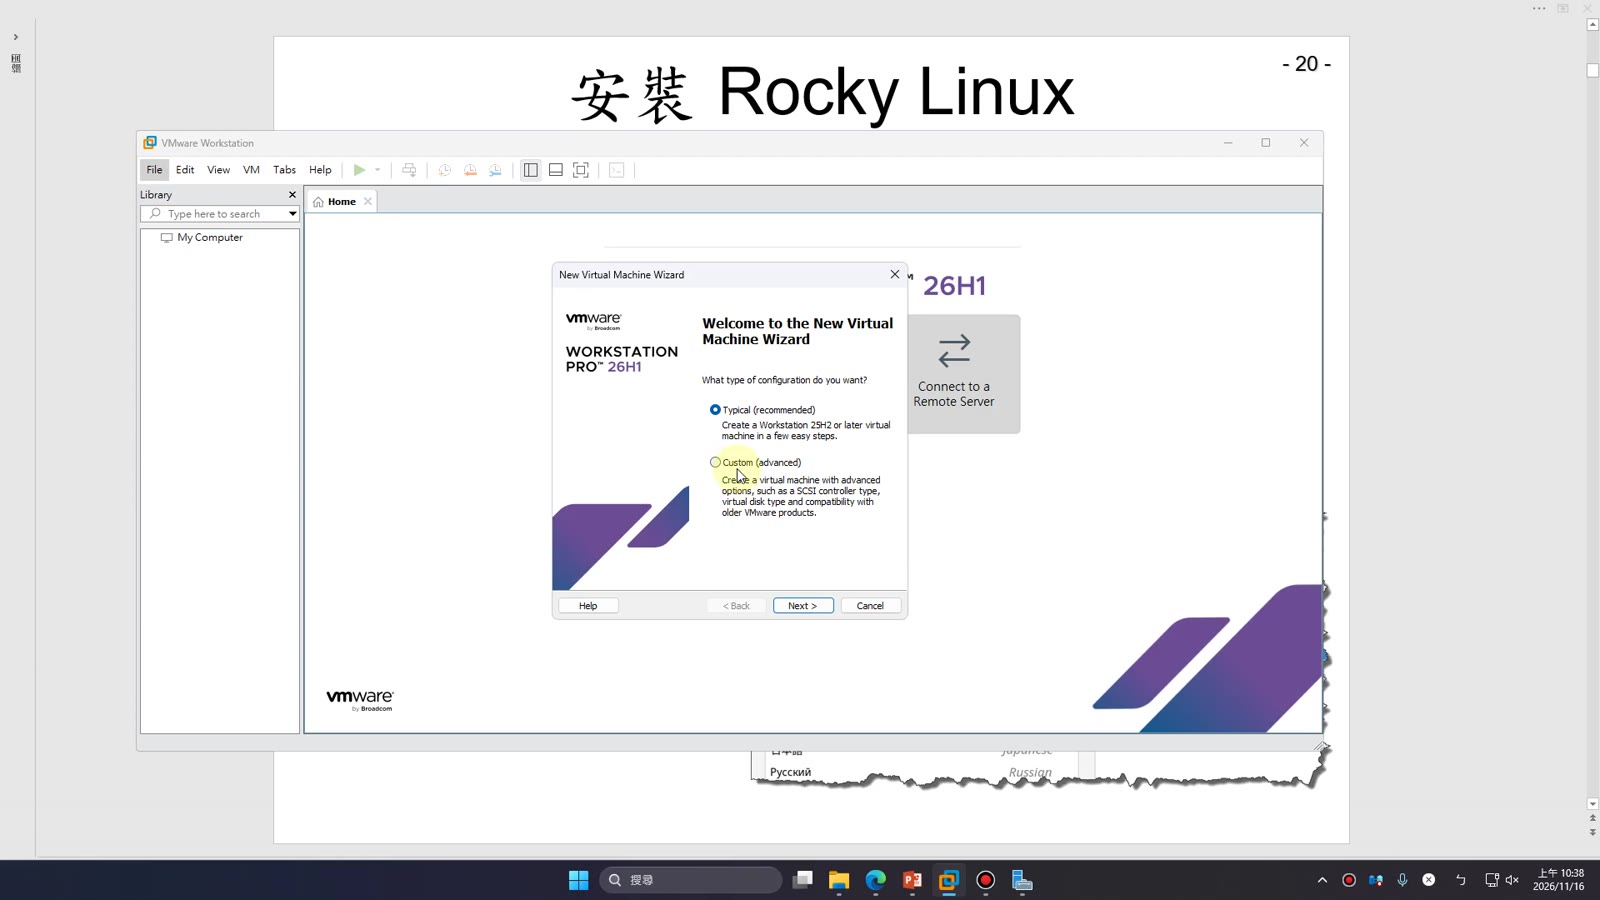 - 20 -
安裝 Rocky Linux
VMware Workstation
File Edit View VM Tabs Help
Library
Type here to search
My Computer
Home
26H1
Connect to a
Remote Server
New Virtual Machine Wizard
vmware
by Broadcom
WORKSTATION
PRO™ 26H1
Welcome to the New Virtual
Machine Wizard
What type of configuration do you want?
Typical (recommended)
Create a Workstation 25H2 or later virtual
machine in a few easy steps.
Custom (advanced)
Create a virtual machine with advanced
options, such as a SCSI controller type,
virtual disk type and compatibility with
older VMware products.
Help
< Back
Next >
Cancel
vmware
by Broadcom
日本語 Japanese
Русский Russian
搜尋
上午 10:38
2026/11/16